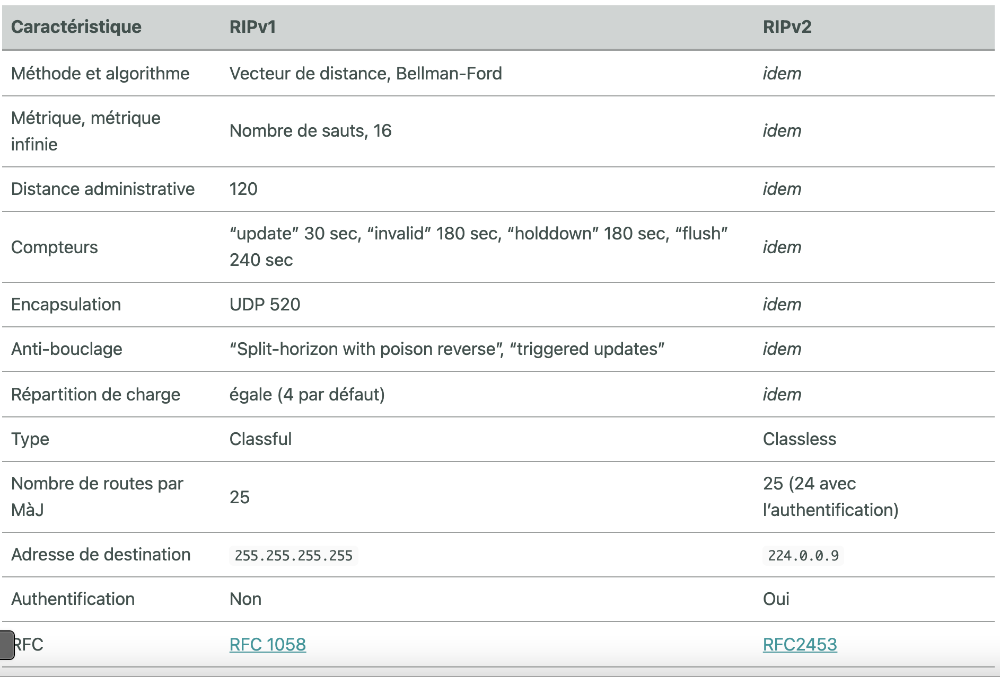 Caractéristique RIPv1 RIPv2
Méthode et algorithme Vecteur de distance, Bellman-Ford idem
Métrique, métrique
infinie Nombre de sauts, 16 idem
Distance administrative 120 idem
Compteurs “update” 30 sec, “invalid” 180 sec, “holddown” 180 sec, “flush”
240 sec idem
Encapsulation UDP 520 idem
Anti-bouclage “Split-horizon with poison reverse”, “triggered updates” idem
Répartition de charge égale (4 par défaut) idem
Type Classful Classless
Nombre de routes par
MàJ 25 25 (24 avec
l’authentification)
Adresse de destination 255.255.255.255 224.0.0.9
Authentification Non Oui
RFC RFC 1058 RFC2453